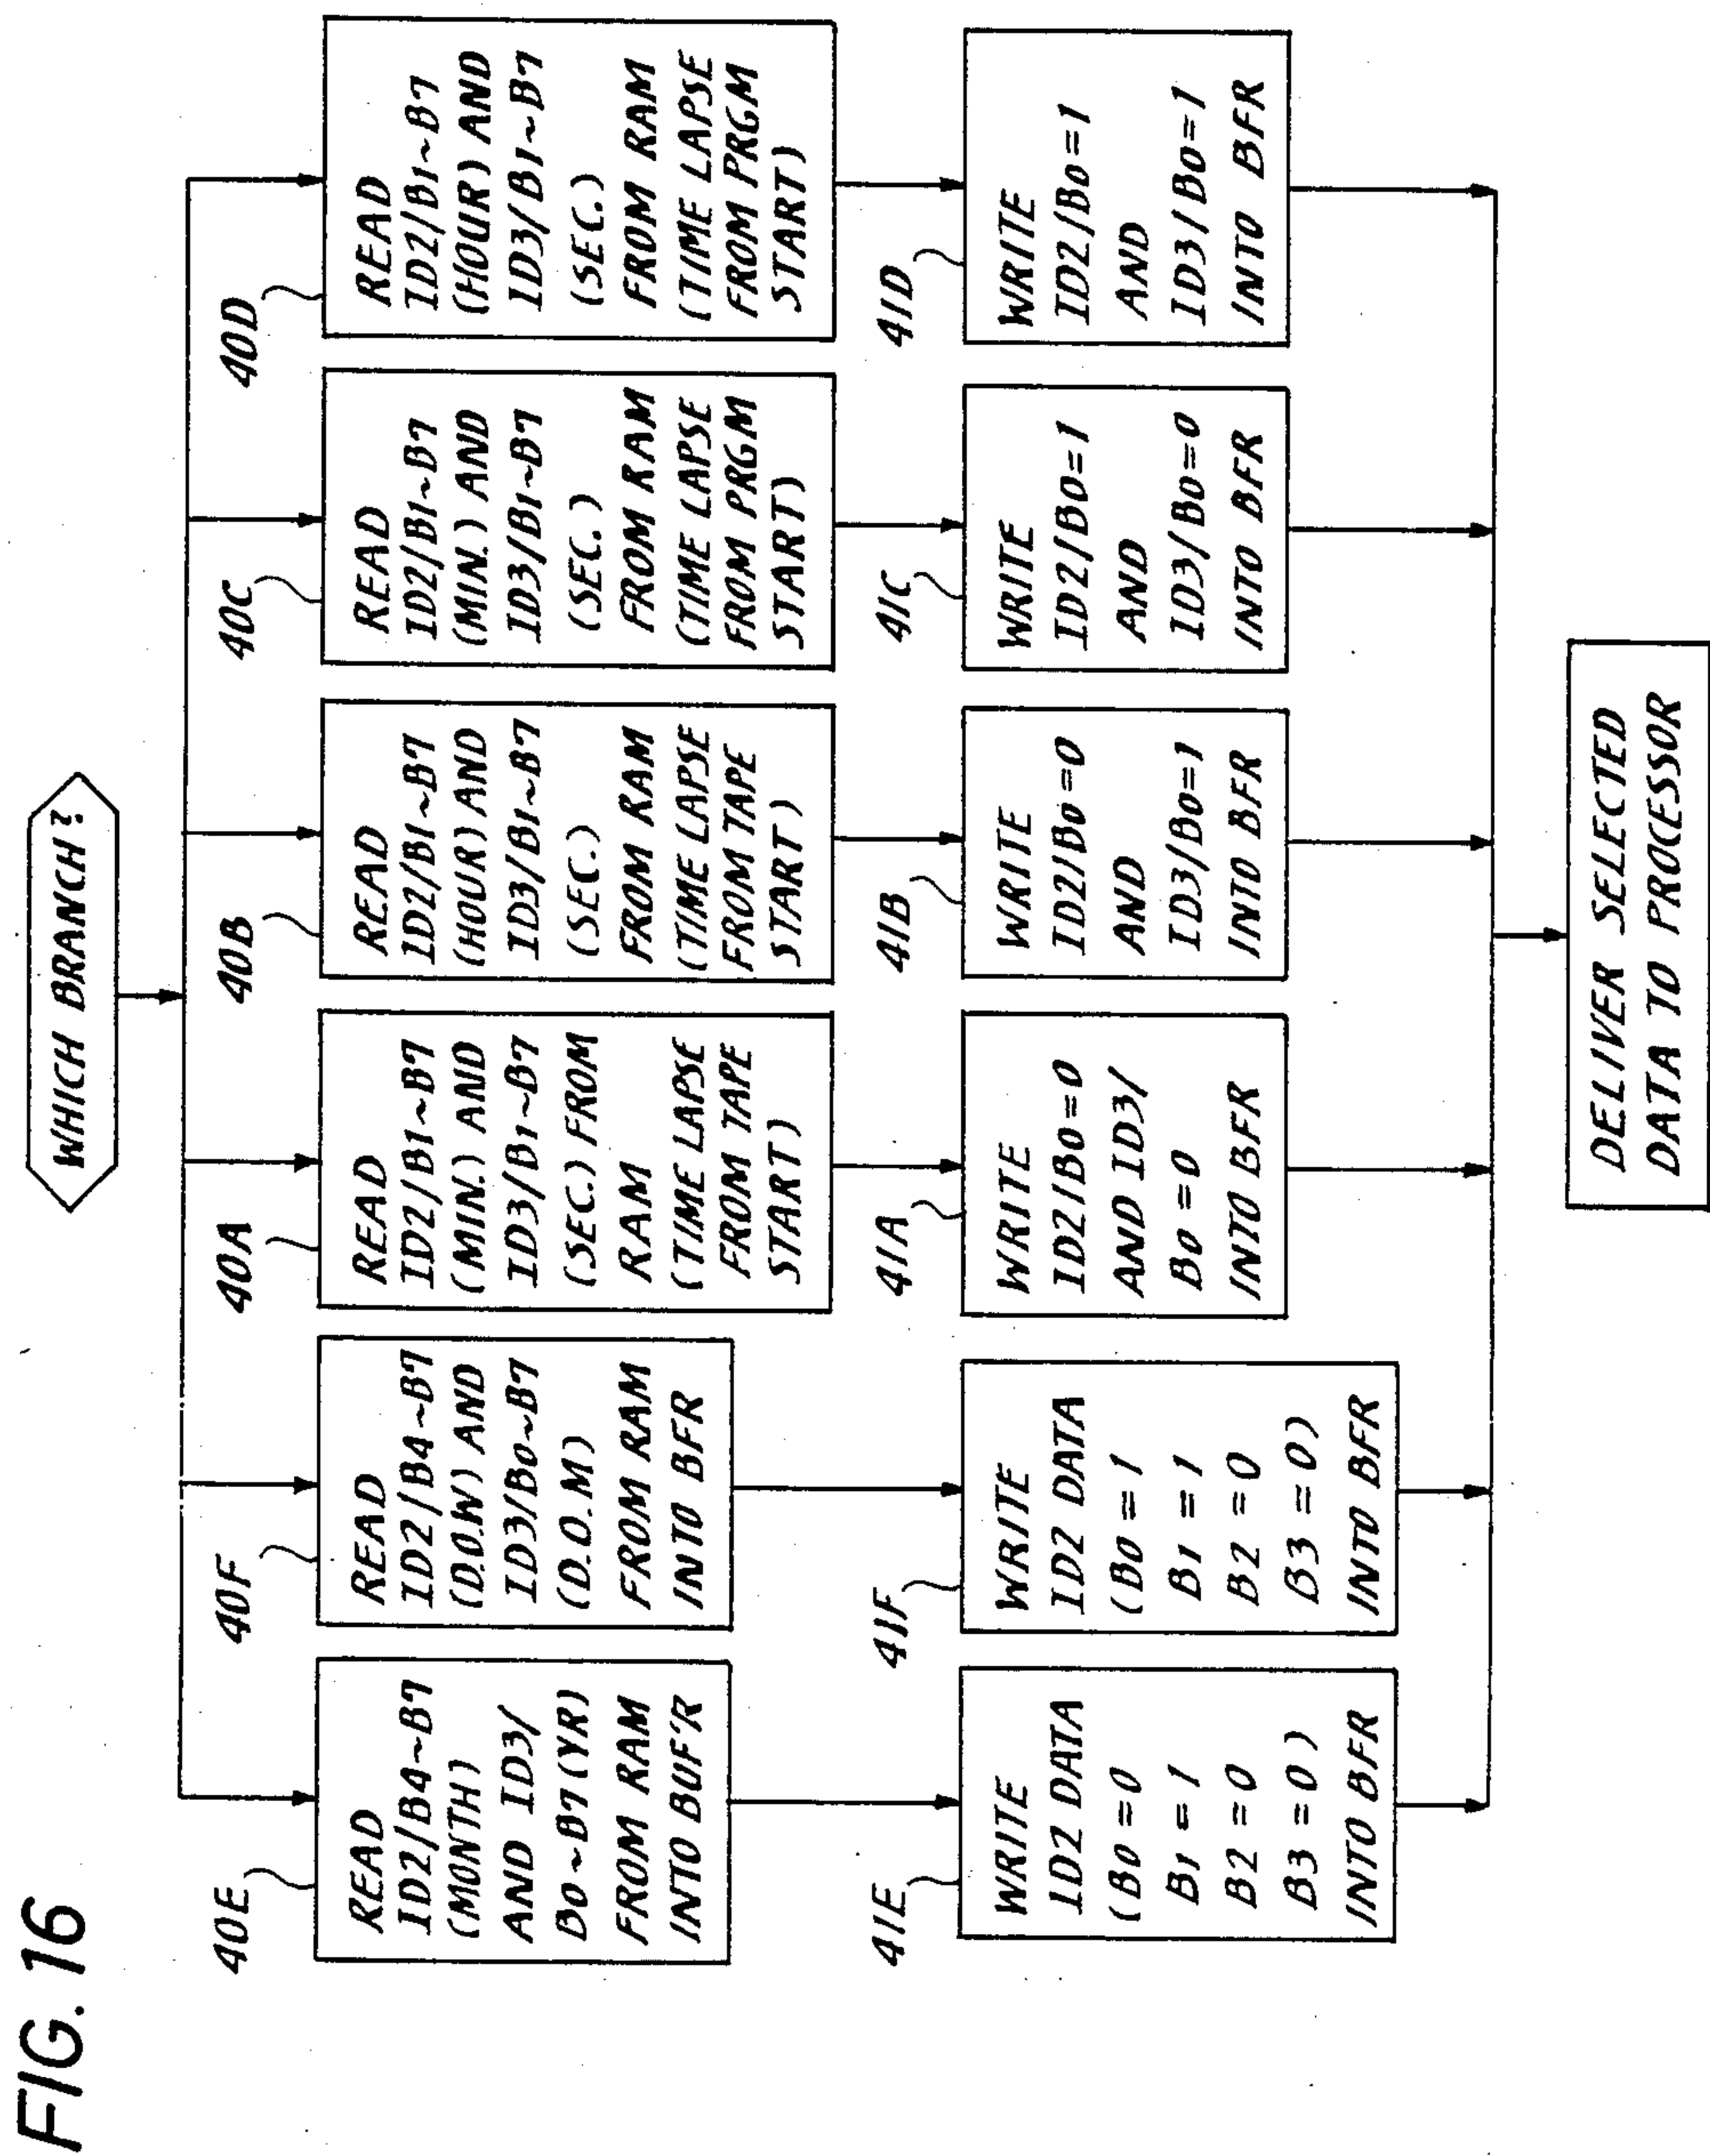 FIG. 16
WHICH BRANCH?
40E
READ
ID2/B4~B7
(MONTH)
AND ID3/
B0~B7(YR)
FROM RAM
INTO BUF'R
40F
READ
ID2/B4~B7
(D.O.W) AND
ID3/B0~B7
(D.O.M)
FROM RAM
INTO BFR
40A
READ
ID2/B1~B7
(MIN.) AND
ID3/B1~B7
(SEC.) FROM
RAM
(TIME LAPSE
FROM TAPE
START)
40B
READ
ID2/B1~B7
(HOUR) AND
ID3/B1~B7
(SEC.)
FROM RAM
(TIME LAPSE
FROM TAPE
START)
40C
READ
ID2/B1~B7
(MIN.) AND
ID3/B1~B7
(SEC.)
FROM RAM
(TIME LAPSE
FROM PRGM
START)
40D
READ
ID2/B1~B7
(HOUR) AND
ID3/B1~B7
(SEC.)
FROM RAM
(TIME LAPSE
FROM PRGM
START)
41E
WRITE
ID2 DATA
(B0=0
B1=1
B2=0
B3=0)
INTO BFR
41F
WRITE
ID2 DATA
(B0=1
B1=1
B2=0
B3=0)
INTO BFR
41A
WRITE
ID2/B0=0
AND ID3/
B0=0
INTO BFR
41B
WRITE
ID2/B0=0
AND
ID3/B0=1
INTO BFR
41C
WRITE
ID2/B0=1
AND
ID3/B0=0
INTO BFR
41D
WRITE
ID2/B0=1
AND
ID3/B0=1
INTO BFR
DELIVER SELECTED
DATA TO PROCESSOR